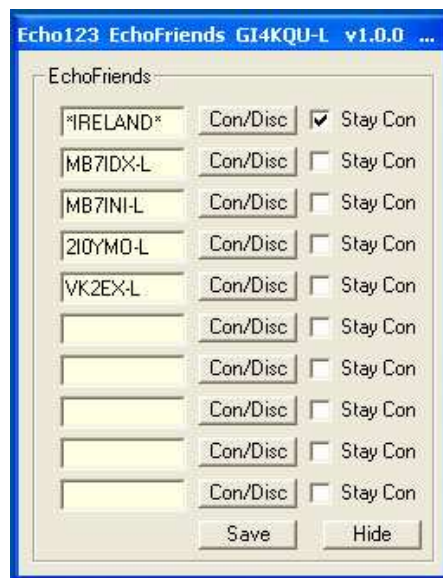 Echo123 EchoFriends GI4KQU-L v1.0.0 ...
EchoFriends
*IRELAND* Con/Disc Stay Con
MB7IDX-L Con/Disc Stay Con
MB7INI-L Con/Disc Stay Con
2I0YMO-L Con/Disc Stay Con
VK2EX-L Con/Disc Stay Con
Con/Disc Stay Con
Con/Disc Stay Con
Con/Disc Stay Con
Con/Disc Stay Con
Con/Disc Stay Con
Save Hide